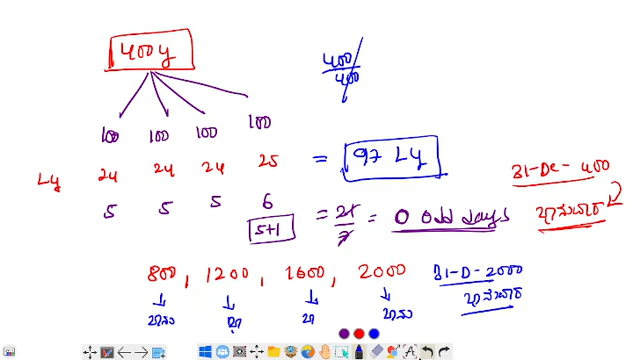 400y
400/400
100 100 100 100
Ly 24 24 24 25 = 97 Ly
31-De-400
5 5 5 6 = 21/7 = 0 odd days
5+1
ಭಾನುವಾರ
800, 1200, 1600, 2000
31-D-2000
ಭಾನು ಭಾ ಭಾ ಭಾನು
ಭಾನುವಾರ